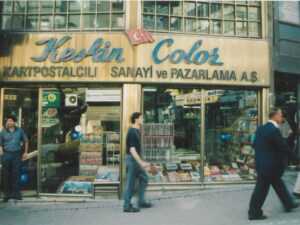 Keskin Color
KARTPOSTALCILI SANAYİ ve PAZARLAMA A.Ş